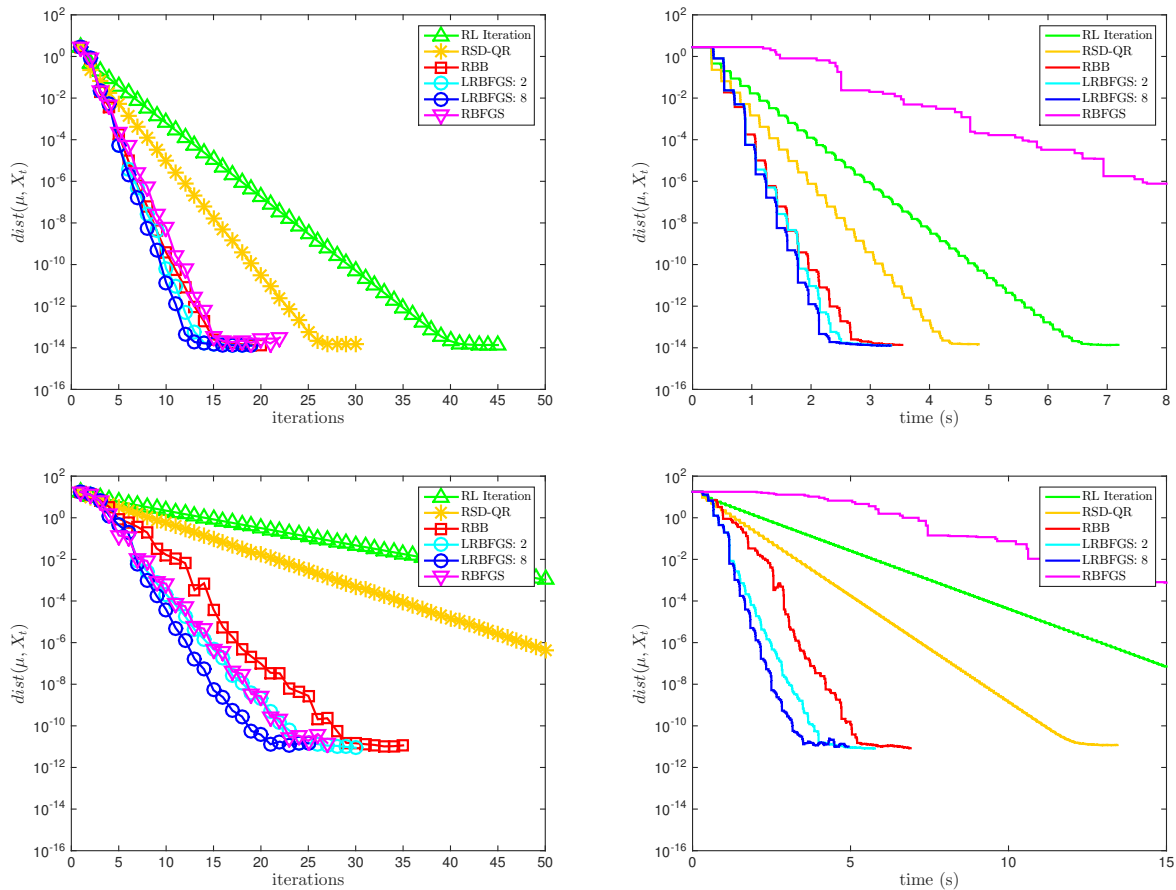 10^2
10^0
10^-2
10^-4
10^-6
10^-8
10^-10
10^-12
10^-14
10^-16
dist(μ, X_t)
0 5 10 15 20 25 30 35 40 45 50
iterations
RL Iteration
RSD-QR
RBB
LRBFGS: 2
LRBFGS: 8
RBFGS
10^2
10^0
10^-2
10^-4
10^-6
10^-8
10^-10
10^-12
10^-14
10^-16
dist(μ, X_t)
0 1 2 3 4 5 6 7 8
time (s)
RL Iteration
RSD-QR
RBB
LRBFGS: 2
LRBFGS: 8
RBFGS
10^2
10^0
10^-2
10^-4
10^-6
10^-8
10^-10
10^-12
10^-14
10^-16
dist(μ, X_t)
0 5 10 15 20 25 30 35 40 45 50
iterations
RL Iteration
RSD-QR
RBB
LRBFGS: 2
LRBFGS: 8
RBFGS
10^2
10^0
10^-2
10^-4
10^-6
10^-8
10^-10
10^-12
10^-14
10^-16
dist(μ, X_t)
0 5 10 15
time (s)
RL Iteration
RSD-QR
RBB
LRBFGS: 2
LRBFGS: 8
RBFGS